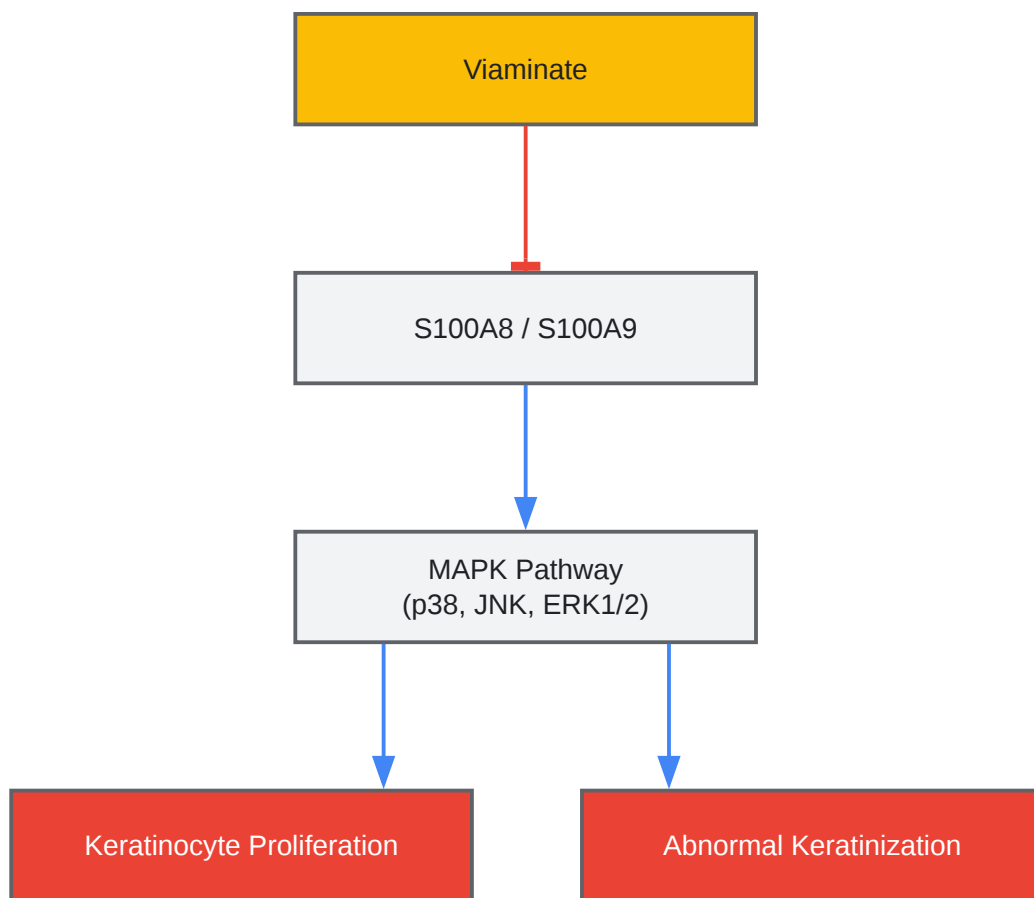 Viaminate
S100A8 / S100A9
MAPK Pathway
(p38, JNK, ERK1/2)
Keratinocyte Proliferation
Abnormal Keratinization